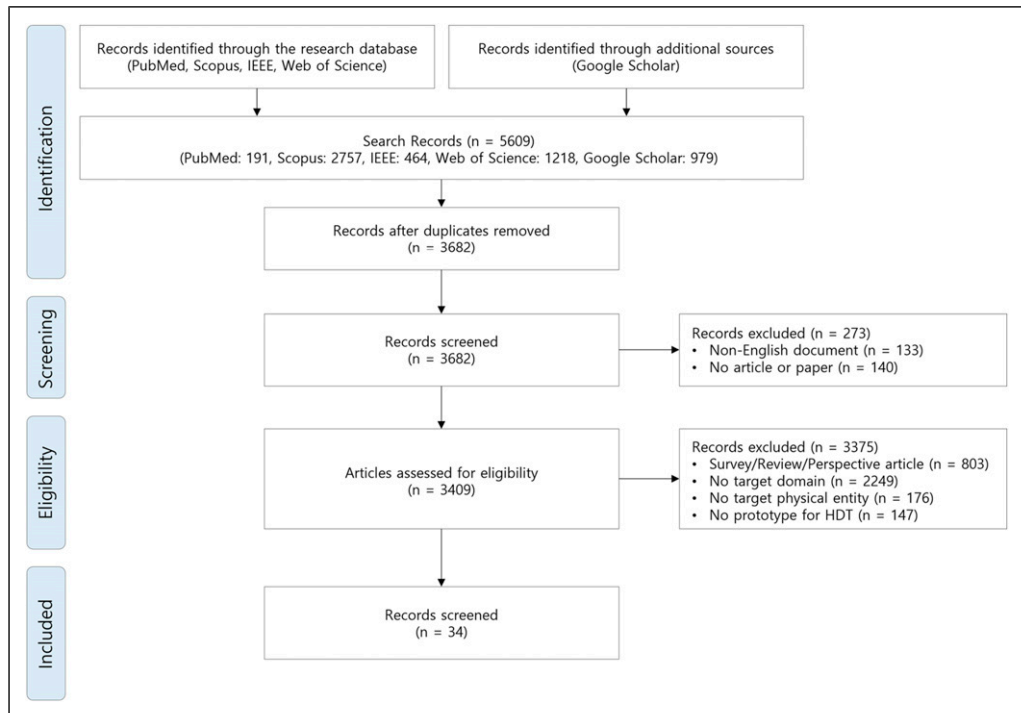 Identification
Records identified through the research database
(PubMed, Scopus, IEEE, Web of Science)
Records identified through additional sources
(Google Scholar)
Search Records (n = 5609)
(PubMed: 191, Scopus: 2757, IEEE: 464, Web of Science: 1218, Google Scholar: 979)
Records after duplicates removed
(n = 3682)
Screening
Records screened
(n = 3682)
Records excluded (n = 273)
• Non-English document (n = 133)
• No article or paper (n = 140)
Eligibility
Articles assessed for eligibility
(n = 3409)
Records excluded (n = 3375)
• Survey/Review/Perspective article (n = 803)
• No target domain (n = 2249)
• No target physical entity (n = 176)
• No prototype for HDT (n = 147)
Included
Records screened
(n = 34)